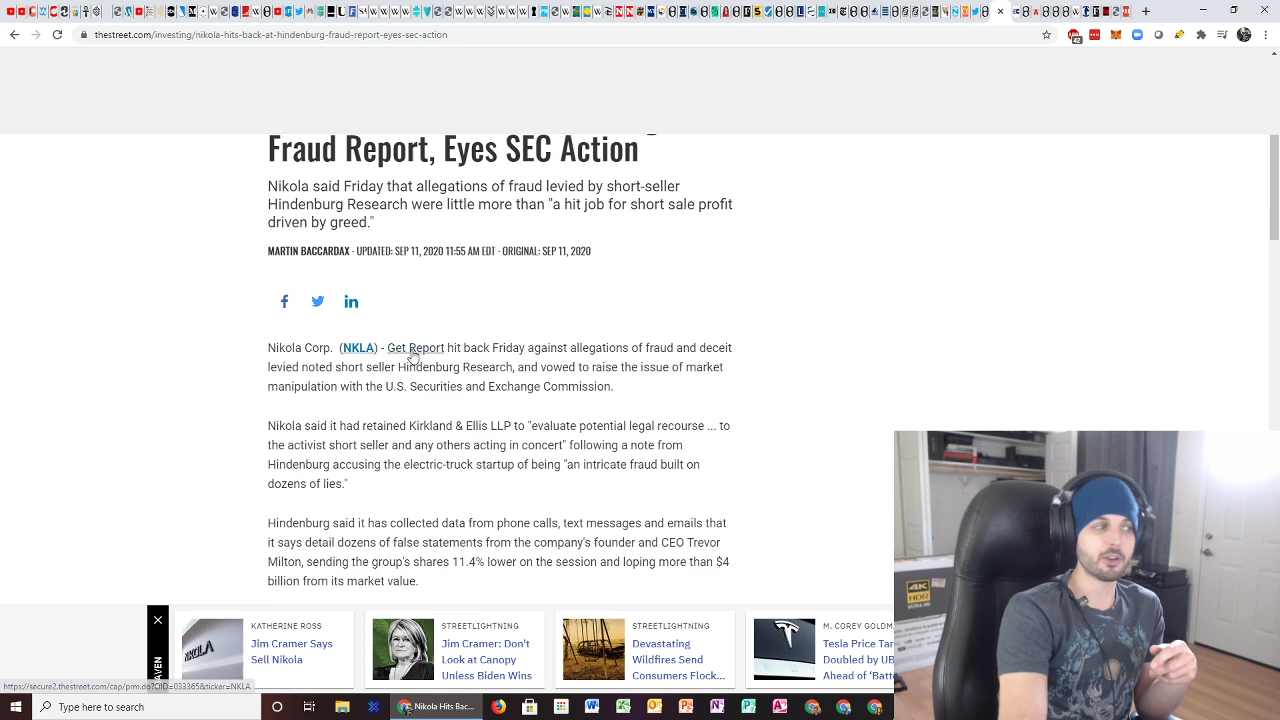 thestreet.com/investing/nikola-hits-back-at-hindenburg-fraud-report-eyes-sec-action
42
Fraud Report, Eyes SEC Action
Nikola said Friday that allegations of fraud levied by short-seller
Hindenburg Research were little more than "a hit job for short sale profit
driven by greed."
MARTIN BACCARDAX · UPDATED: SEP 11, 2020 11:55 AM EDT · ORIGINAL: SEP 11, 2020
Nikola Corp. (NKLA) - Get Report hit back Friday against allegations of fraud and deceit
levied noted short seller Hindenburg Research, and vowed to raise the issue of market
manipulation with the U.S. Securities and Exchange Commission.
Nikola said it had retained Kirkland & Ellis LLP to "evaluate potential legal recourse ... to
the activist short seller and any others acting in concert" following a note from
Hindenburg accusing the electric-truck startup of being "an intricate fraud built on
dozens of lies."
Hindenburg said it has collected data from phone calls, text messages and emails that
it says detail dozens of false statements from the company's founder and CEO Trevor
Milton, sending the group's shares 11.4% lower on the session and loping more than $4
billion from its market value.
KATHERINE ROSS
Jim Cramer Says
Sell Nikola
STREETLIGHTNING
Jim Cramer: Don't
Look at Canopy
Unless Biden Wins
STREETLIGHTNING
Devastating
Wildfires Send
Consumers Flock...
M. COREY GOLDM
Tesla Price Tar
Doubled by UB
Ahead of 'Batt
AVEN
https://secure2.thestreet.com/cap/prm.do?OID=033365&ticker=NKLA
Type here to search
Nikola Hits Bac...
4K
HDR
ULTRA HD